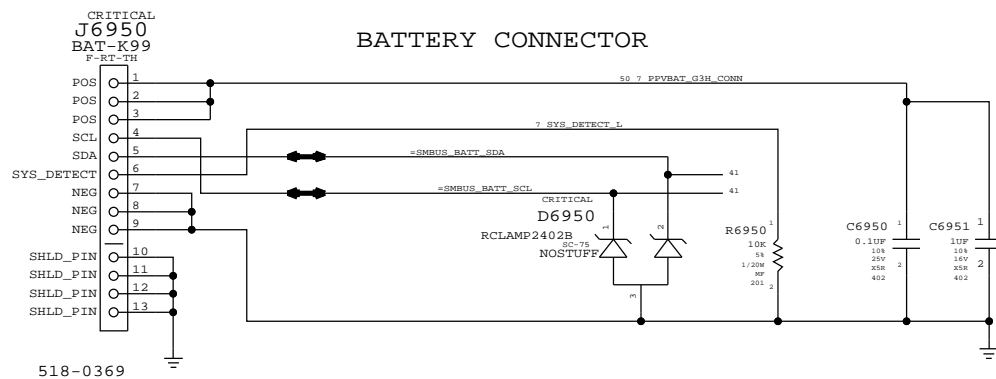 CRITICAL
J6950
BAT-K99
F-RT-TH
BATTERY CONNECTOR
POS 1
POS 2
POS 3
SCL 4
SDA 5
SYS_DETECT 6
NEG 7
NEG 8
NEG 9
SHLD_PIN 10
SHLD_PIN 11
SHLD_PIN 12
SHLD_PIN 13
518-0369
50 7 PPVBAT_G3H_CONN
7 SYS_DETECT_L
=SMBUS_BATT_SDA
41
=SMBUS_BATT_SCL
41
CRITICAL
D6950
RCLAMP2402B
SC-75
NOSTUFF
1
2
3
R6950
10K
5%
1/20W
MF
201
1
2
C6950
0.1UF
10%
25V
X5R
402
1
2
C6951
1UF
10%
16V
X5R
402
1
2